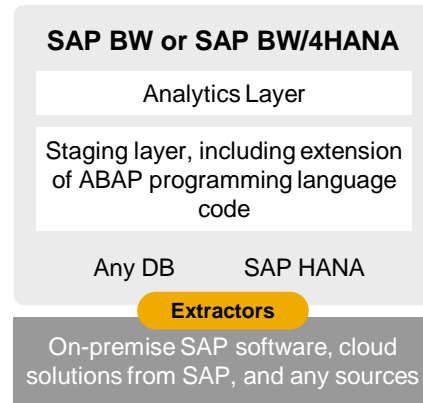 SAP BW or SAP BW/4HANA
Analytics Layer
Staging layer, including extension
of ABAP programming language
code
Any DB SAP HANA
Extractors
On-premise SAP software, cloud
solutions from SAP, and any sources